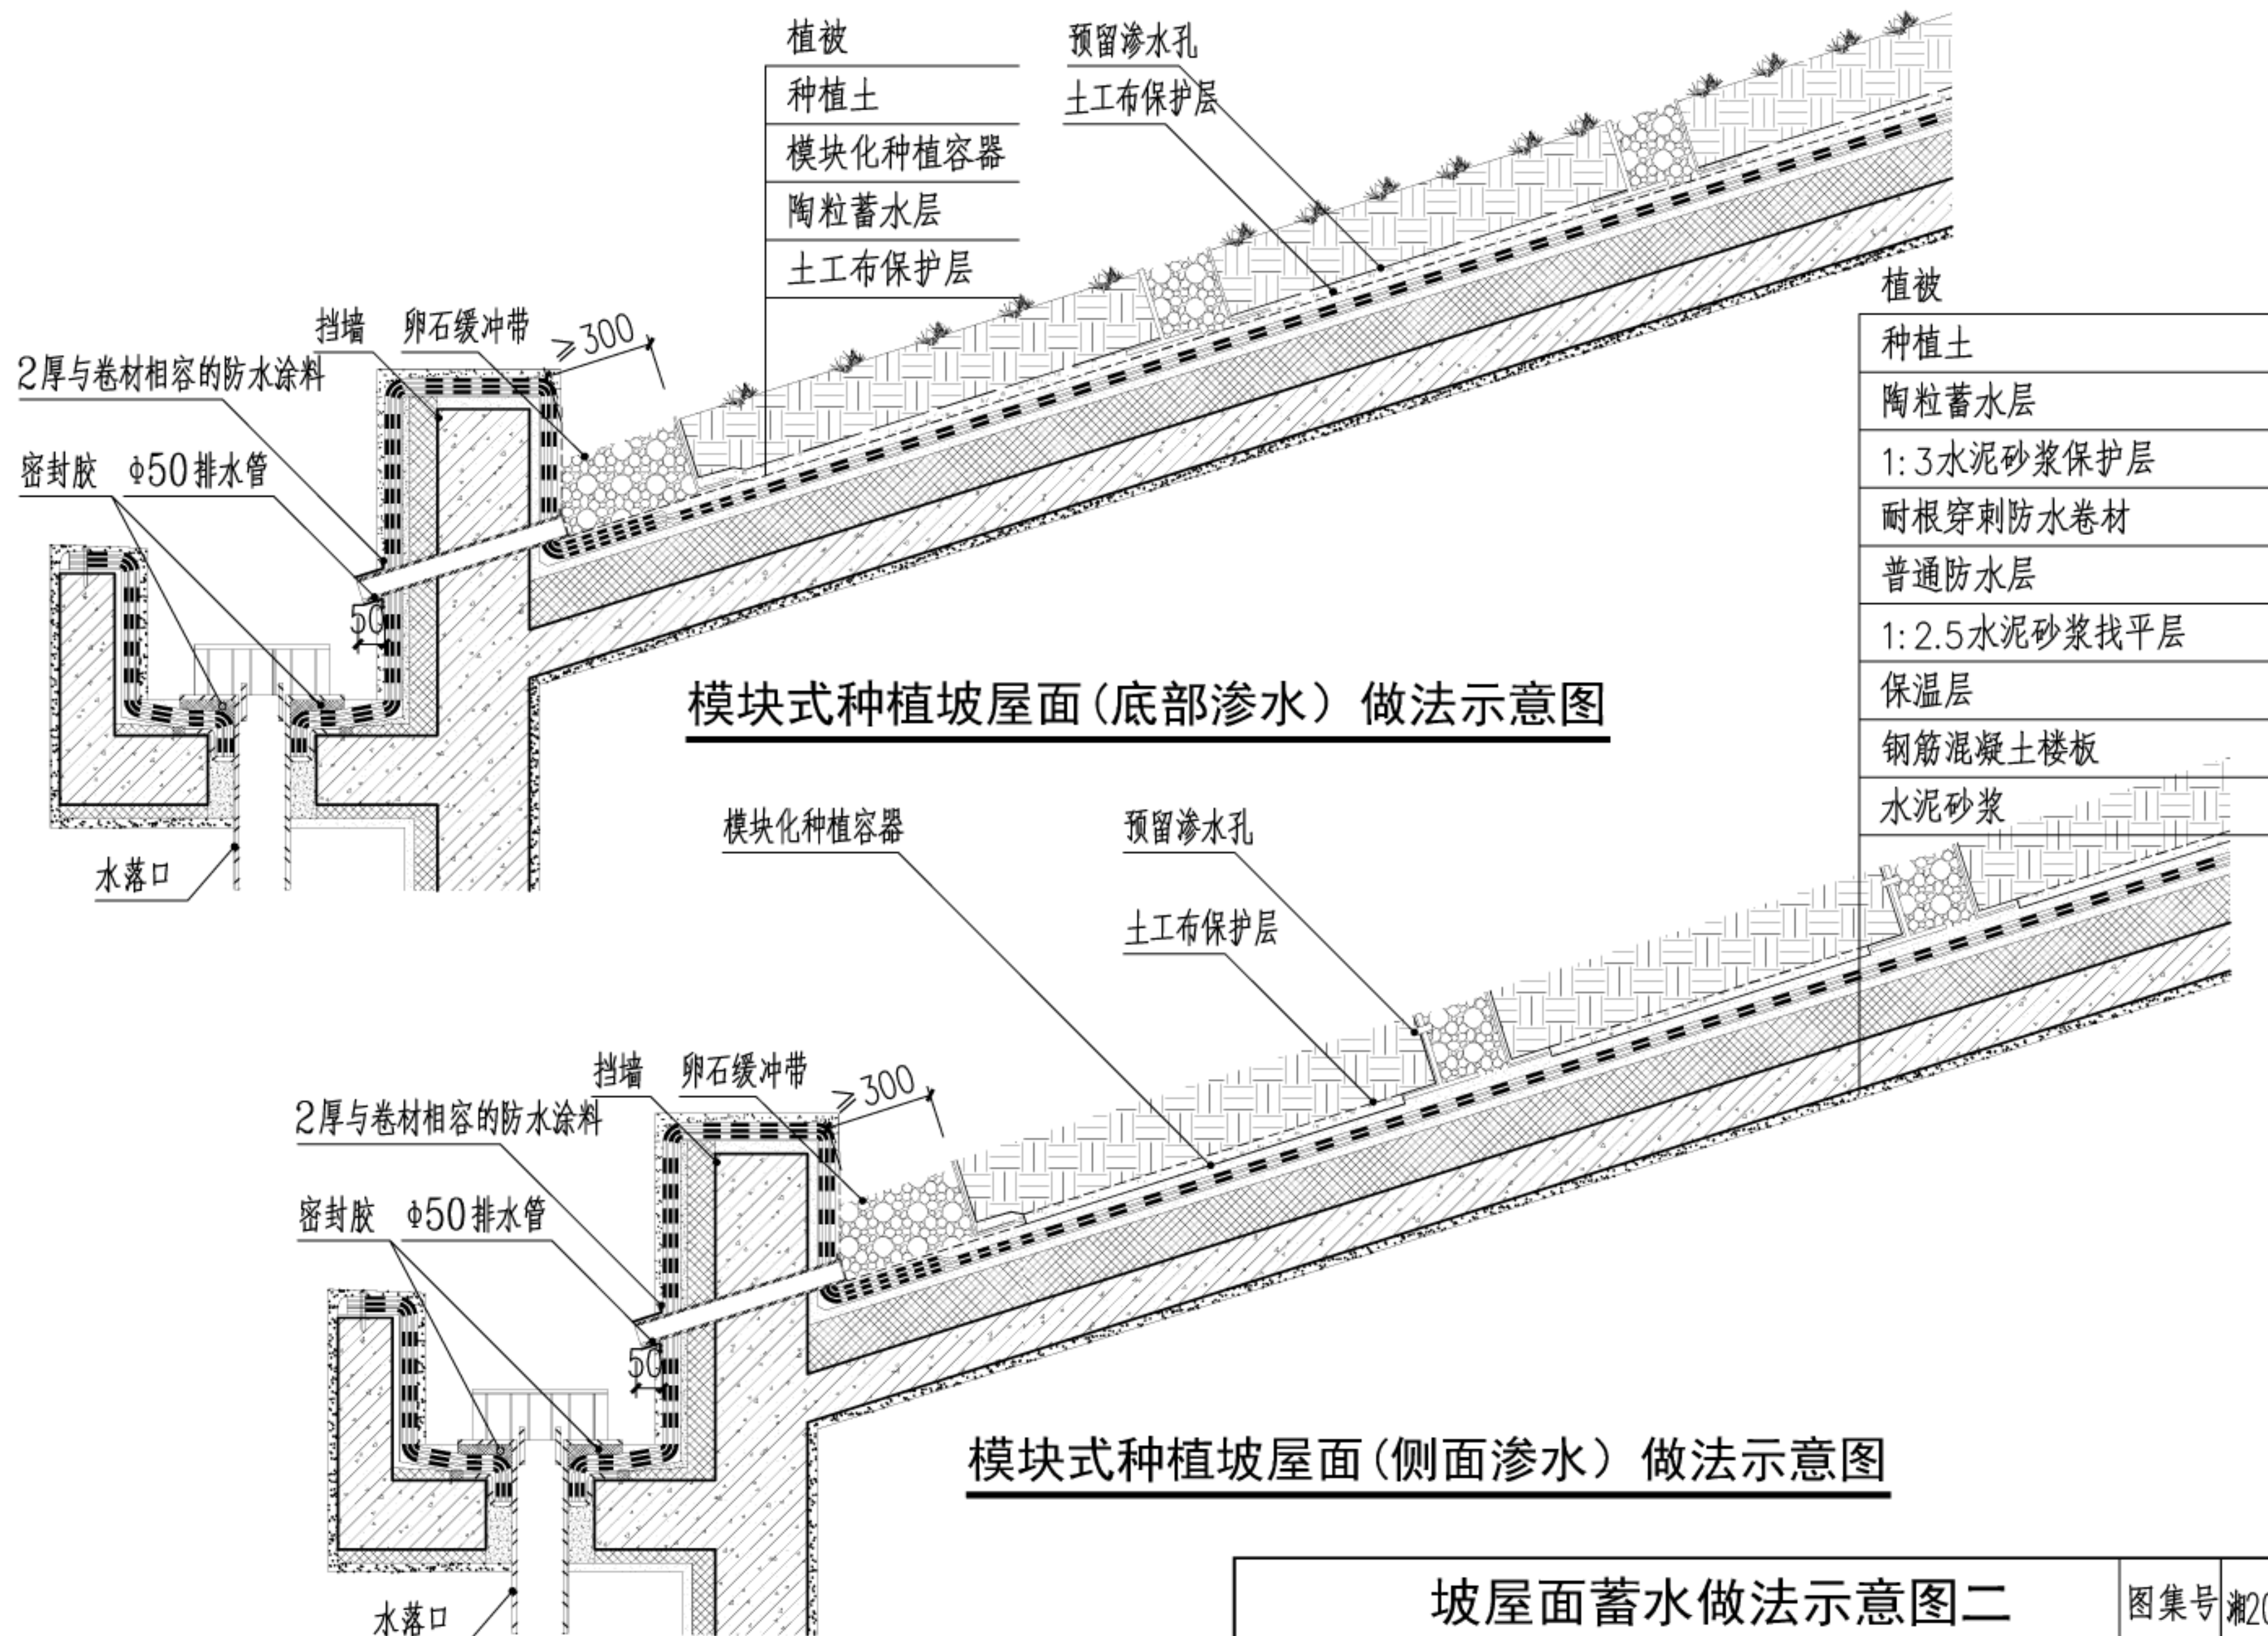 植被
种植土
模块化种植容器
陶粒蓄水层
土工布保护层
预留渗水孔
土工布保护层
挡墙
卵石缓冲带
≥300
2厚与卷材相容的防水涂料
密封胶
Φ50排水管
50
水落口
模块式种植坡屋面(底部渗水)做法示意图
植被
种植土
陶粒蓄水层
1:3水泥砂浆保护层
耐根穿刺防水卷材
普通防水层
1:2.5水泥砂浆找平层
保温层
钢筋混凝土楼板
水泥砂浆
模块化种植容器
预留渗水孔
土工布保护层
挡墙
卵石缓冲带
≥300
2厚与卷材相容的防水涂料
密封胶
Φ50排水管
50
水落口
模块式种植坡屋面(侧面渗水)做法示意图
坡屋面蓄水做法示意图二
图集号
湘20